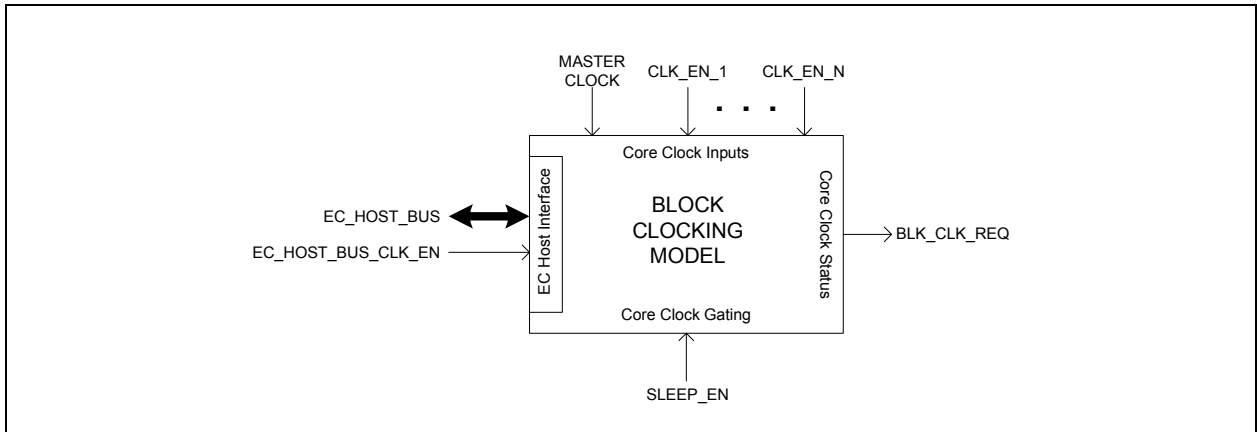 MASTER
CLOCK
CLK_EN_1
CLK_EN_N
Core Clock Inputs
EC Host Interface
BLOCK
CLOCKING
MODEL
Core Clock Status
EC_HOST_BUS
EC_HOST_BUS_CLK_EN
BLK_CLK_REQ
Core Clock Gating
SLEEP_EN